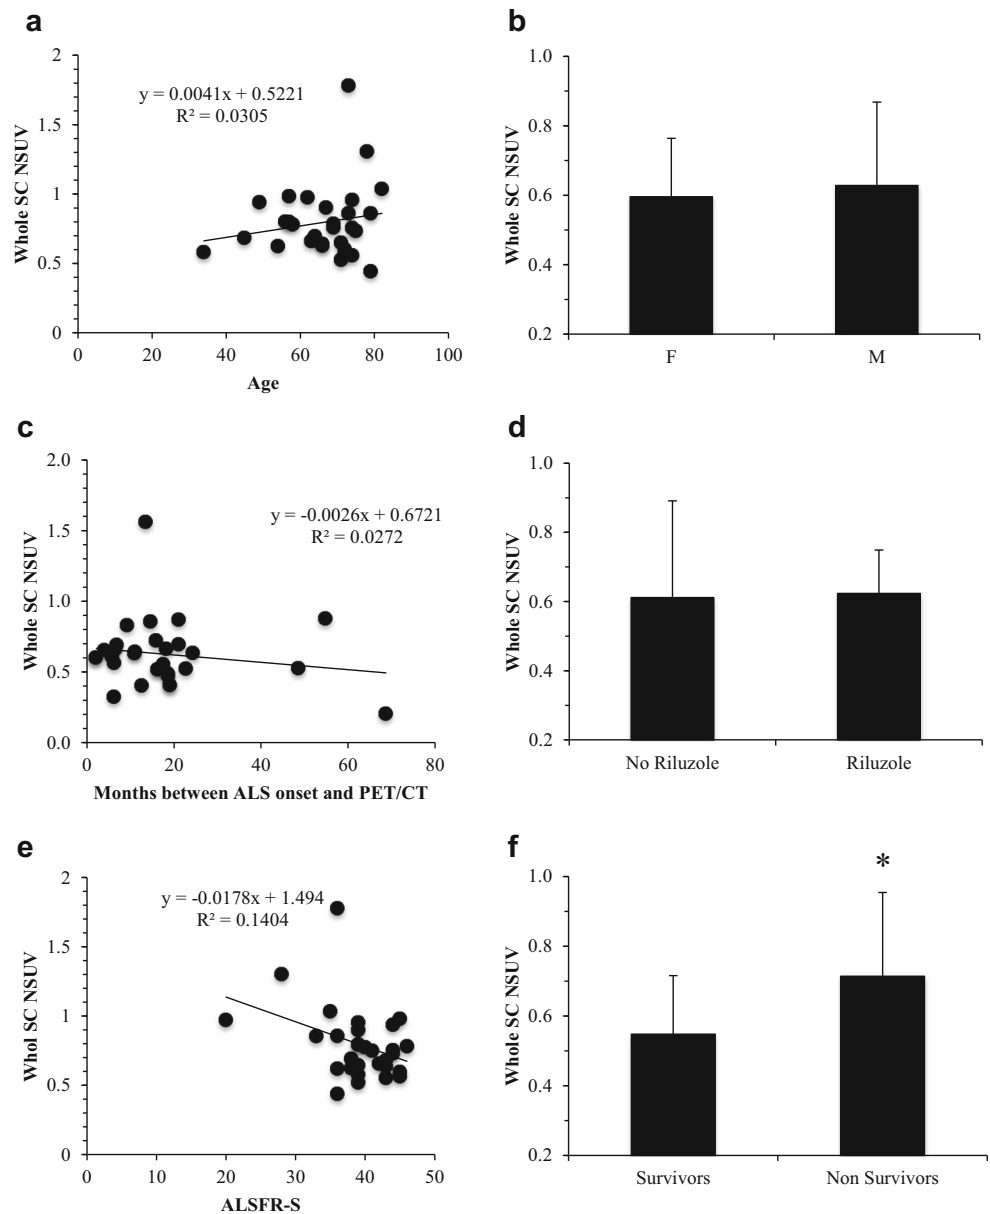 a
Whole SC NSUV
2
1.5
1
0.5
0
y = 0.0041x + 0.5221
R² = 0.0305
0 20 40 60 80 100
Age
b
Whole SC NSUV
1.0
0.8
0.6
0.4
0.2
F M
c
Whole SC NSUV
2.0
1.5
1.0
0.5
0.0
y = -0.0026x + 0.6721
R² = 0.0272
0 20 40 60 80
Months between ALS onset and PET/CT
d
Whole SC NSUV
1.0
0.8
0.6
0.4
0.2
No Riluzole Riluzole
e
Whol SC NSUV
2
1.5
1
0.5
0
y = -0.0178x + 1.494
R² = 0.1404
0 10 20 30 40 50
ALSFR-S
f
Whole SC NSUV
1.0
0.8
0.6
0.4
0.2
*
Survivors Non Survivors